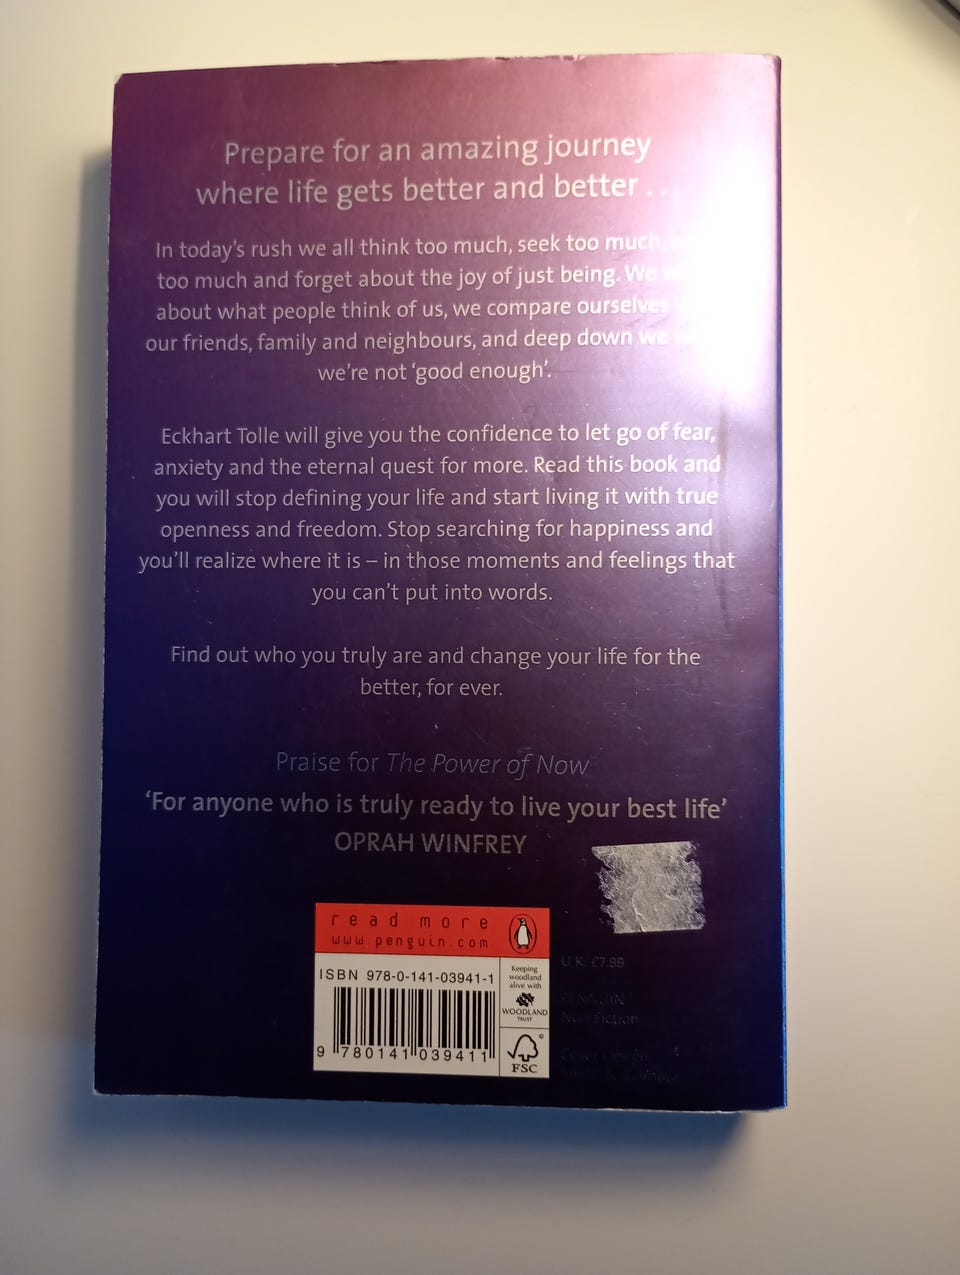 Prepare for an amazing journey
where life gets better and better . . .
In today's rush we all think too much, seek too much,
too much and forget about the joy of just being. We
about what people think of us, we compare ourselves
our friends, family and neighbours, and deep down we
we're not 'good enough'.
Eckhart Tolle will give you the confidence to let go of fear,
anxiety and the eternal quest for more. Read this book and
you will stop defining your life and start living it with true
openness and freedom. Stop searching for happiness and
you'll realize where it is – in those moments and feelings that
you can't put into words.
Find out who you truly are and change your life for the
better, for ever.
Praise for The Power of Now
'For anyone who is truly ready to live your best life'
OPRAH WINFREY
read more
www.penguin.com
ISBN 978-0-141-03941-1
9 780141 039411
Keeping
woodland
alive with
WOODLAND
TRUST
FSC
U.K. £7.99
PENGUIN
Non-fiction
Cover design: